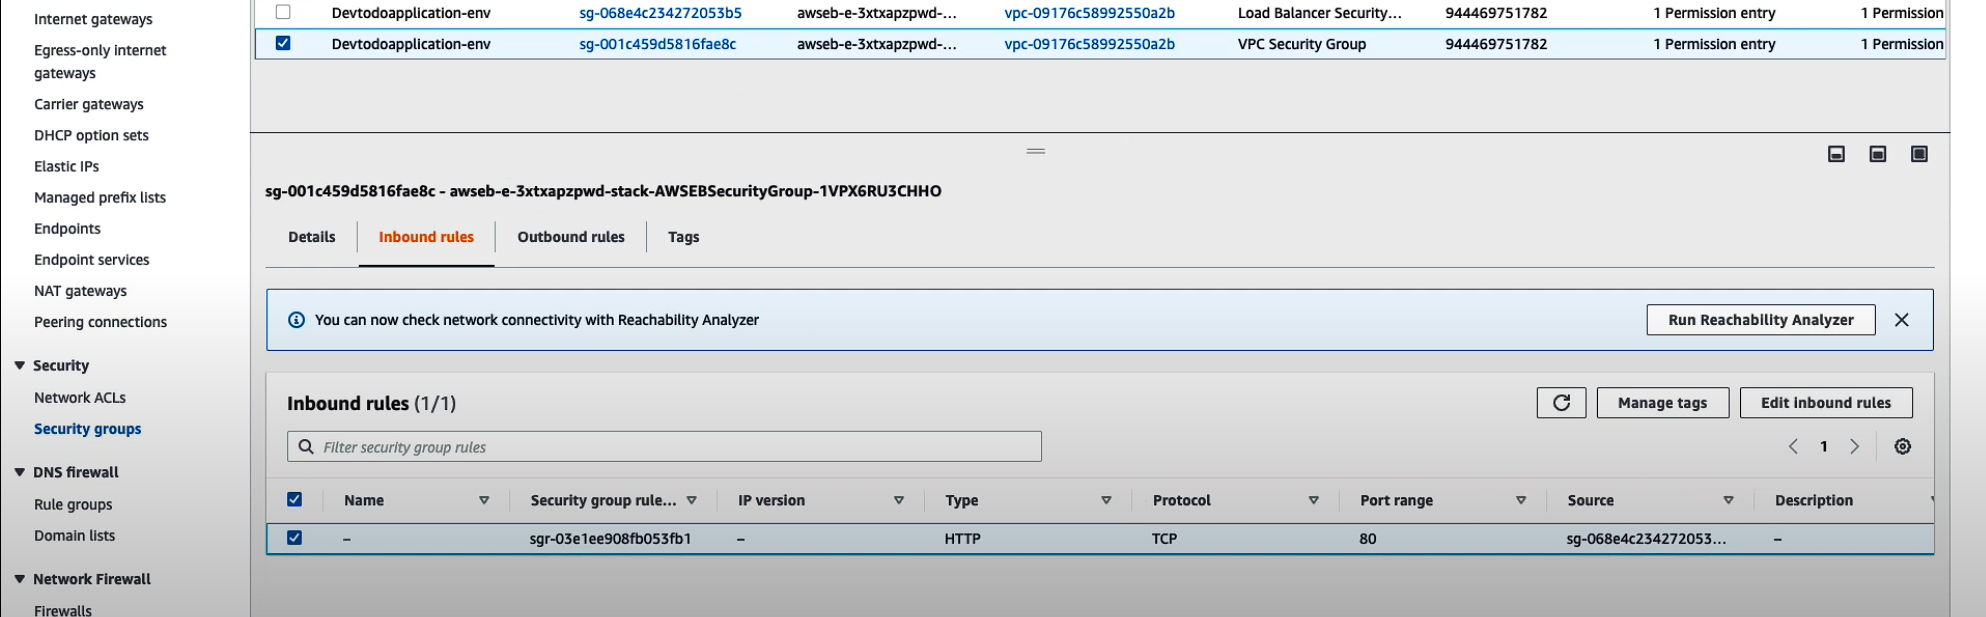 Internet gateways
Egress-only internet
gateways
Carrier gateways
DHCP option sets
Elastic IPs
Managed prefix lists
Endpoints
Endpoint services
NAT gateways
Peering connections
Security
Network ACLs
Security groups
DNS firewall
Rule groups
Domain lists
Network Firewall
Firewalls
Devtodoapplication-env sg-068e4c234272053b5 awseb-e-3xtxapzpwd-... vpc-09176c58992550a2b Load Balancer Security... 944469751782 1 Permission entry 1 Permission
Devtodoapplication-env sg-001c459d5816fae8c awseb-e-3xtxapzpwd-... vpc-09176c58992550a2b VPC Security Group 944469751782 1 Permission entry 1 Permission
sg-001c459d5816fae8c - awseb-e-3xtxapzpwd-stack-AWSEBSecurityGroup-1VPX6RU3CHHO
Details Inbound rules Outbound rules Tags
You can now check network connectivity with Reachability Analyzer Run Reachability Analyzer
Inbound rules (1/1) Manage tags Edit inbound rules
Filter security group rules 1
Name Security group rule... IP version Type Protocol Port range Source Description
– sgr-03e1ee908fb053fb1 – HTTP TCP 80 sg-068e4c234272053... –